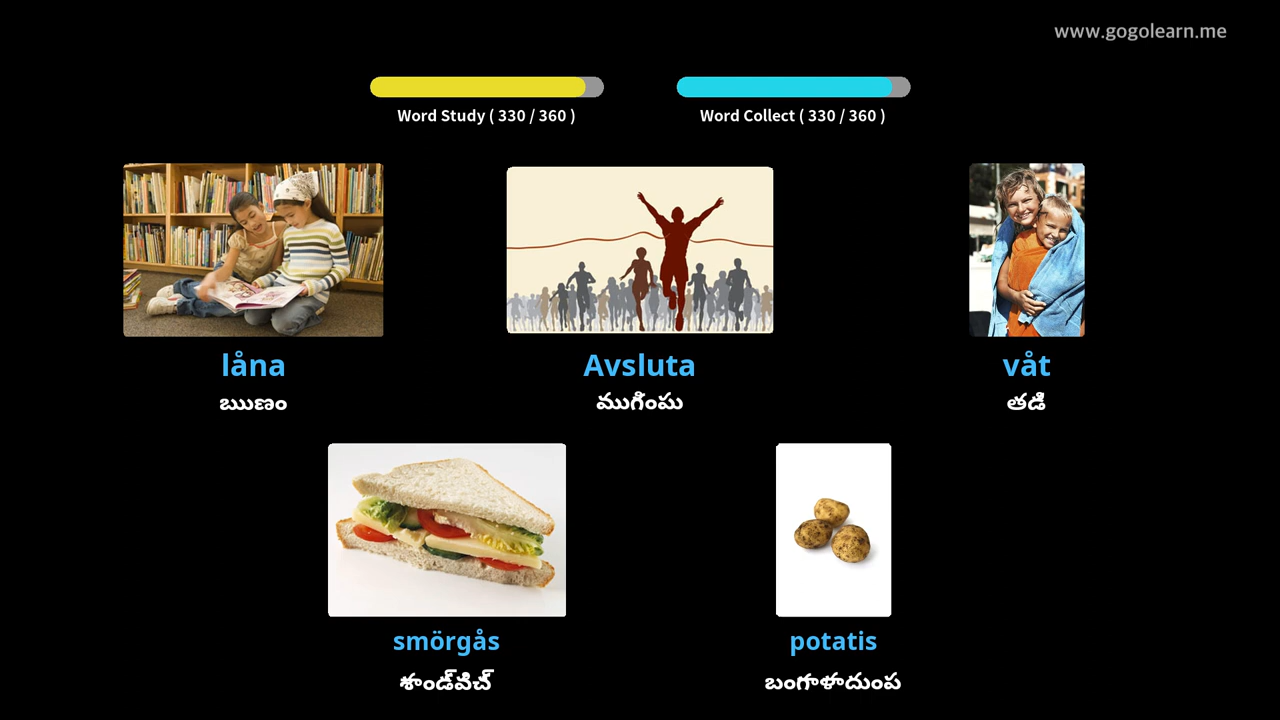 www.gogolearn.me
Word Study ( 330 / 360 )
Word Collect ( 330 / 360 )
låna
Avsluta
våt
ఋణం
ముగింపు
తడి
smörgås
potatis
శాండ్‌విచ్
బంగాళాదుంప